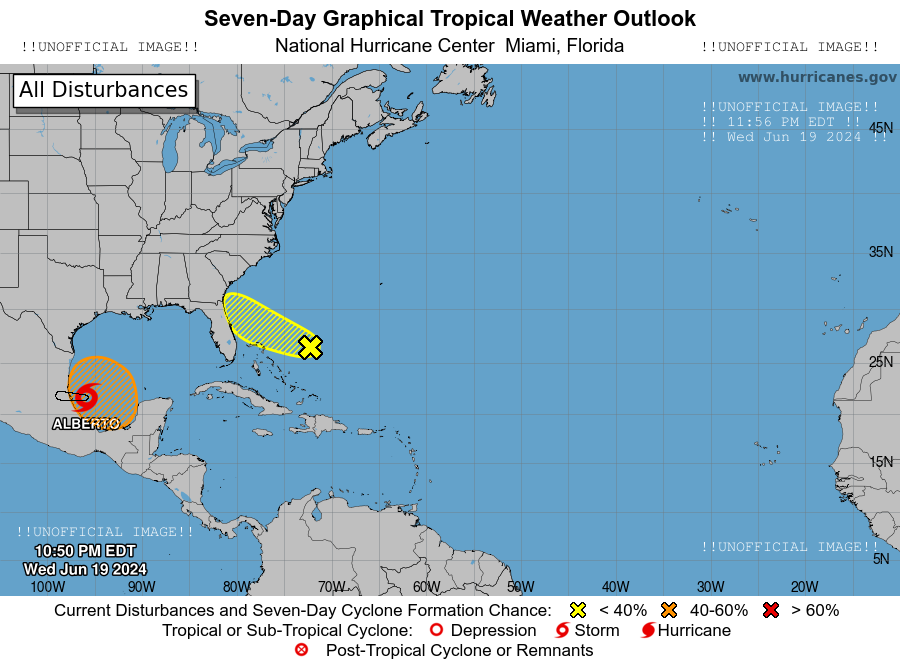 Seven-Day Graphical Tropical Weather Outlook
!!UNOFFICIAL IMAGE!! National Hurricane Center Miami, Florida !!UNOFFICIAL IMAGE!!
All Disturbances
www.hurricanes.gov
!!UNOFFICIAL IMAGE!!
!! 11:56 PM EDT !!
!! Wed Jun 19 2024 !!
45N
35N
25N
ALBERTO
15N
!!UNOFFICIAL IMAGE!!
!!UNOFFICIAL IMAGE!!
10:50 PM EDT
Wed Jun 19 2024
5N
100W 90W 80W 70W 60W 50W 40W 30W 20W
Current Disturbances and Seven-Day Cyclone Formation Chance: < 40% 40-60% > 60%
Tropical or Sub-Tropical Cyclone: Depression Storm Hurricane
Post-Tropical Cyclone or Remnants